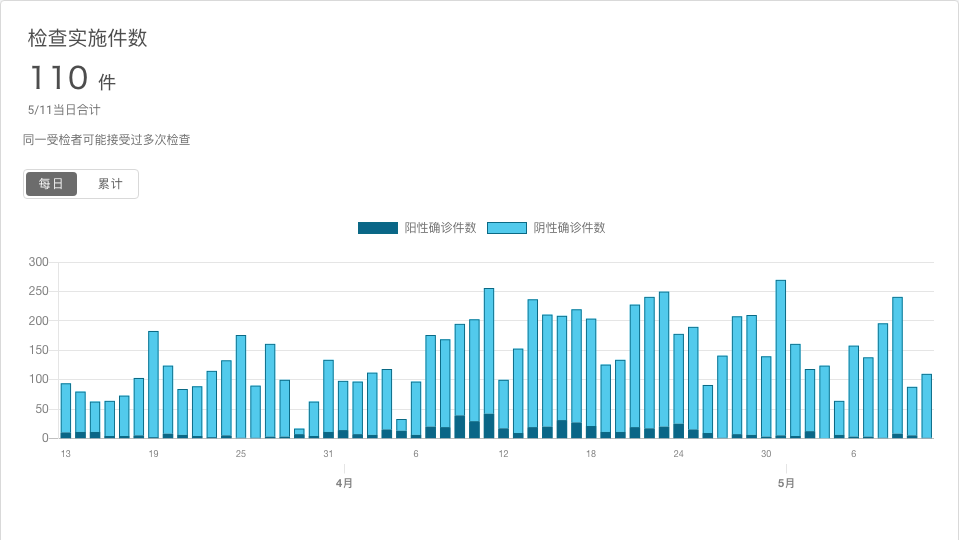 检查实施件数
110 件
5/11当日合计
同一受检者可能接受过多次检查
每日 累计
阳性确诊件数 阴性确诊件数
300
250
200
150
100
50
0
13 19 25 31 6 12 18 24 30 6
4月 5月